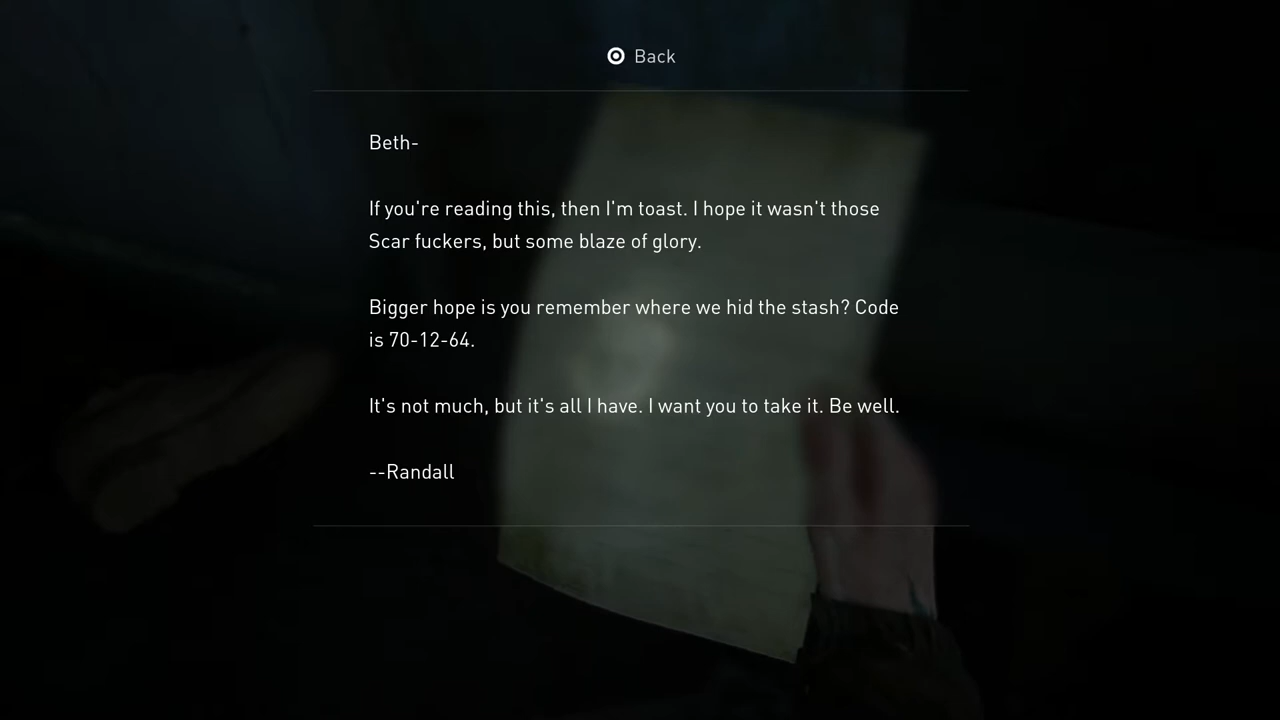 Back
Beth-
If you're reading this, then I'm toast. I hope it wasn't those
Scar fuckers, but some blaze of glory.
Bigger hope is you remember where we hid the stash? Code
is 70-12-64.
It's not much, but it's all I have. I want you to take it. Be well.
--Randall